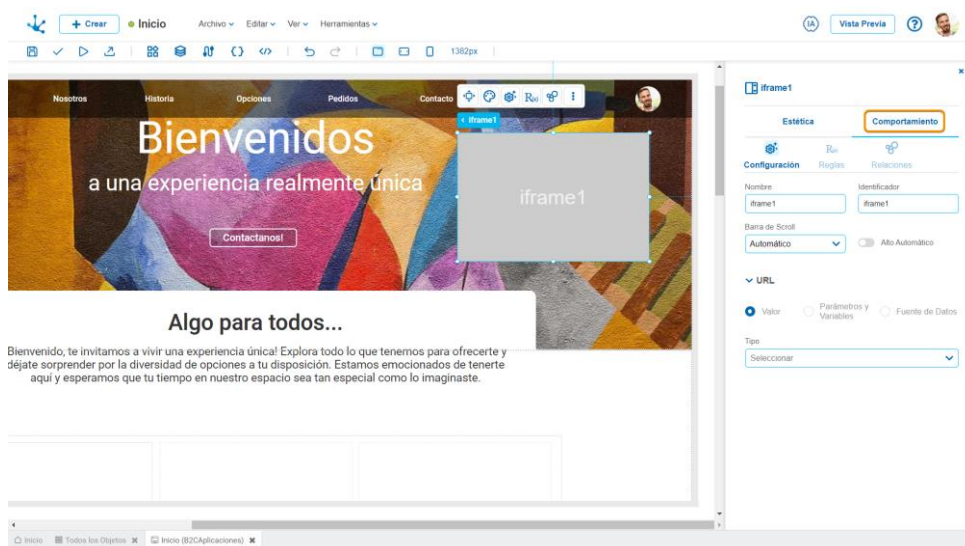 + Crear
Inicio
Archivo
Editar
Ver
Herramientas
IA
Vista Previa
?
1382px
Nosotros
Historia
Opciones
Pedidos
Contacto
iframe1
Bienvenidos
a una experiencia realmente única
Contactanos!
iframe1
Algo para todos...
Bienvenido, te invitamos a vivir una experiencia única! Explora todo lo que tenemos para ofrecerte y
déjate sorprender por la diversidad de opciones a tu disposición. Estamos emocionados de tenerte
aquí y esperamos que tu tiempo en nuestro espacio sea tan especial como lo imaginaste.
iframe1
Estética
Comportamiento
Configuración
Reglas
Relaciones
Nombre
Identificador
iframe1
iframe1
Barra de Scroll
Automático
Alto Automático
URL
Valor
Parámetros y
Variables
Fuente de Datos
Tipo
Seleccionar
Inicio
Todos los Objetos
Inicio (B2CAplicaciones)